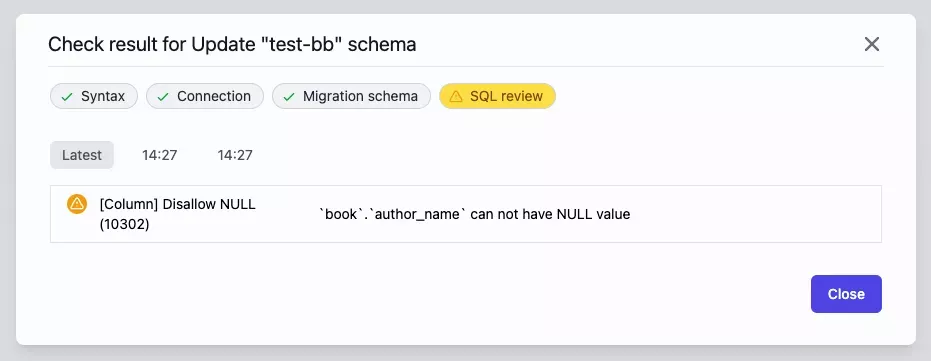 Check result for Update "test-bb" schema
Syntax Connection Migration schema SQL review
Latest 14:27 14:27
[Column] Disallow NULL
(10302)
`book`.`author_name` can not have NULL value
Close